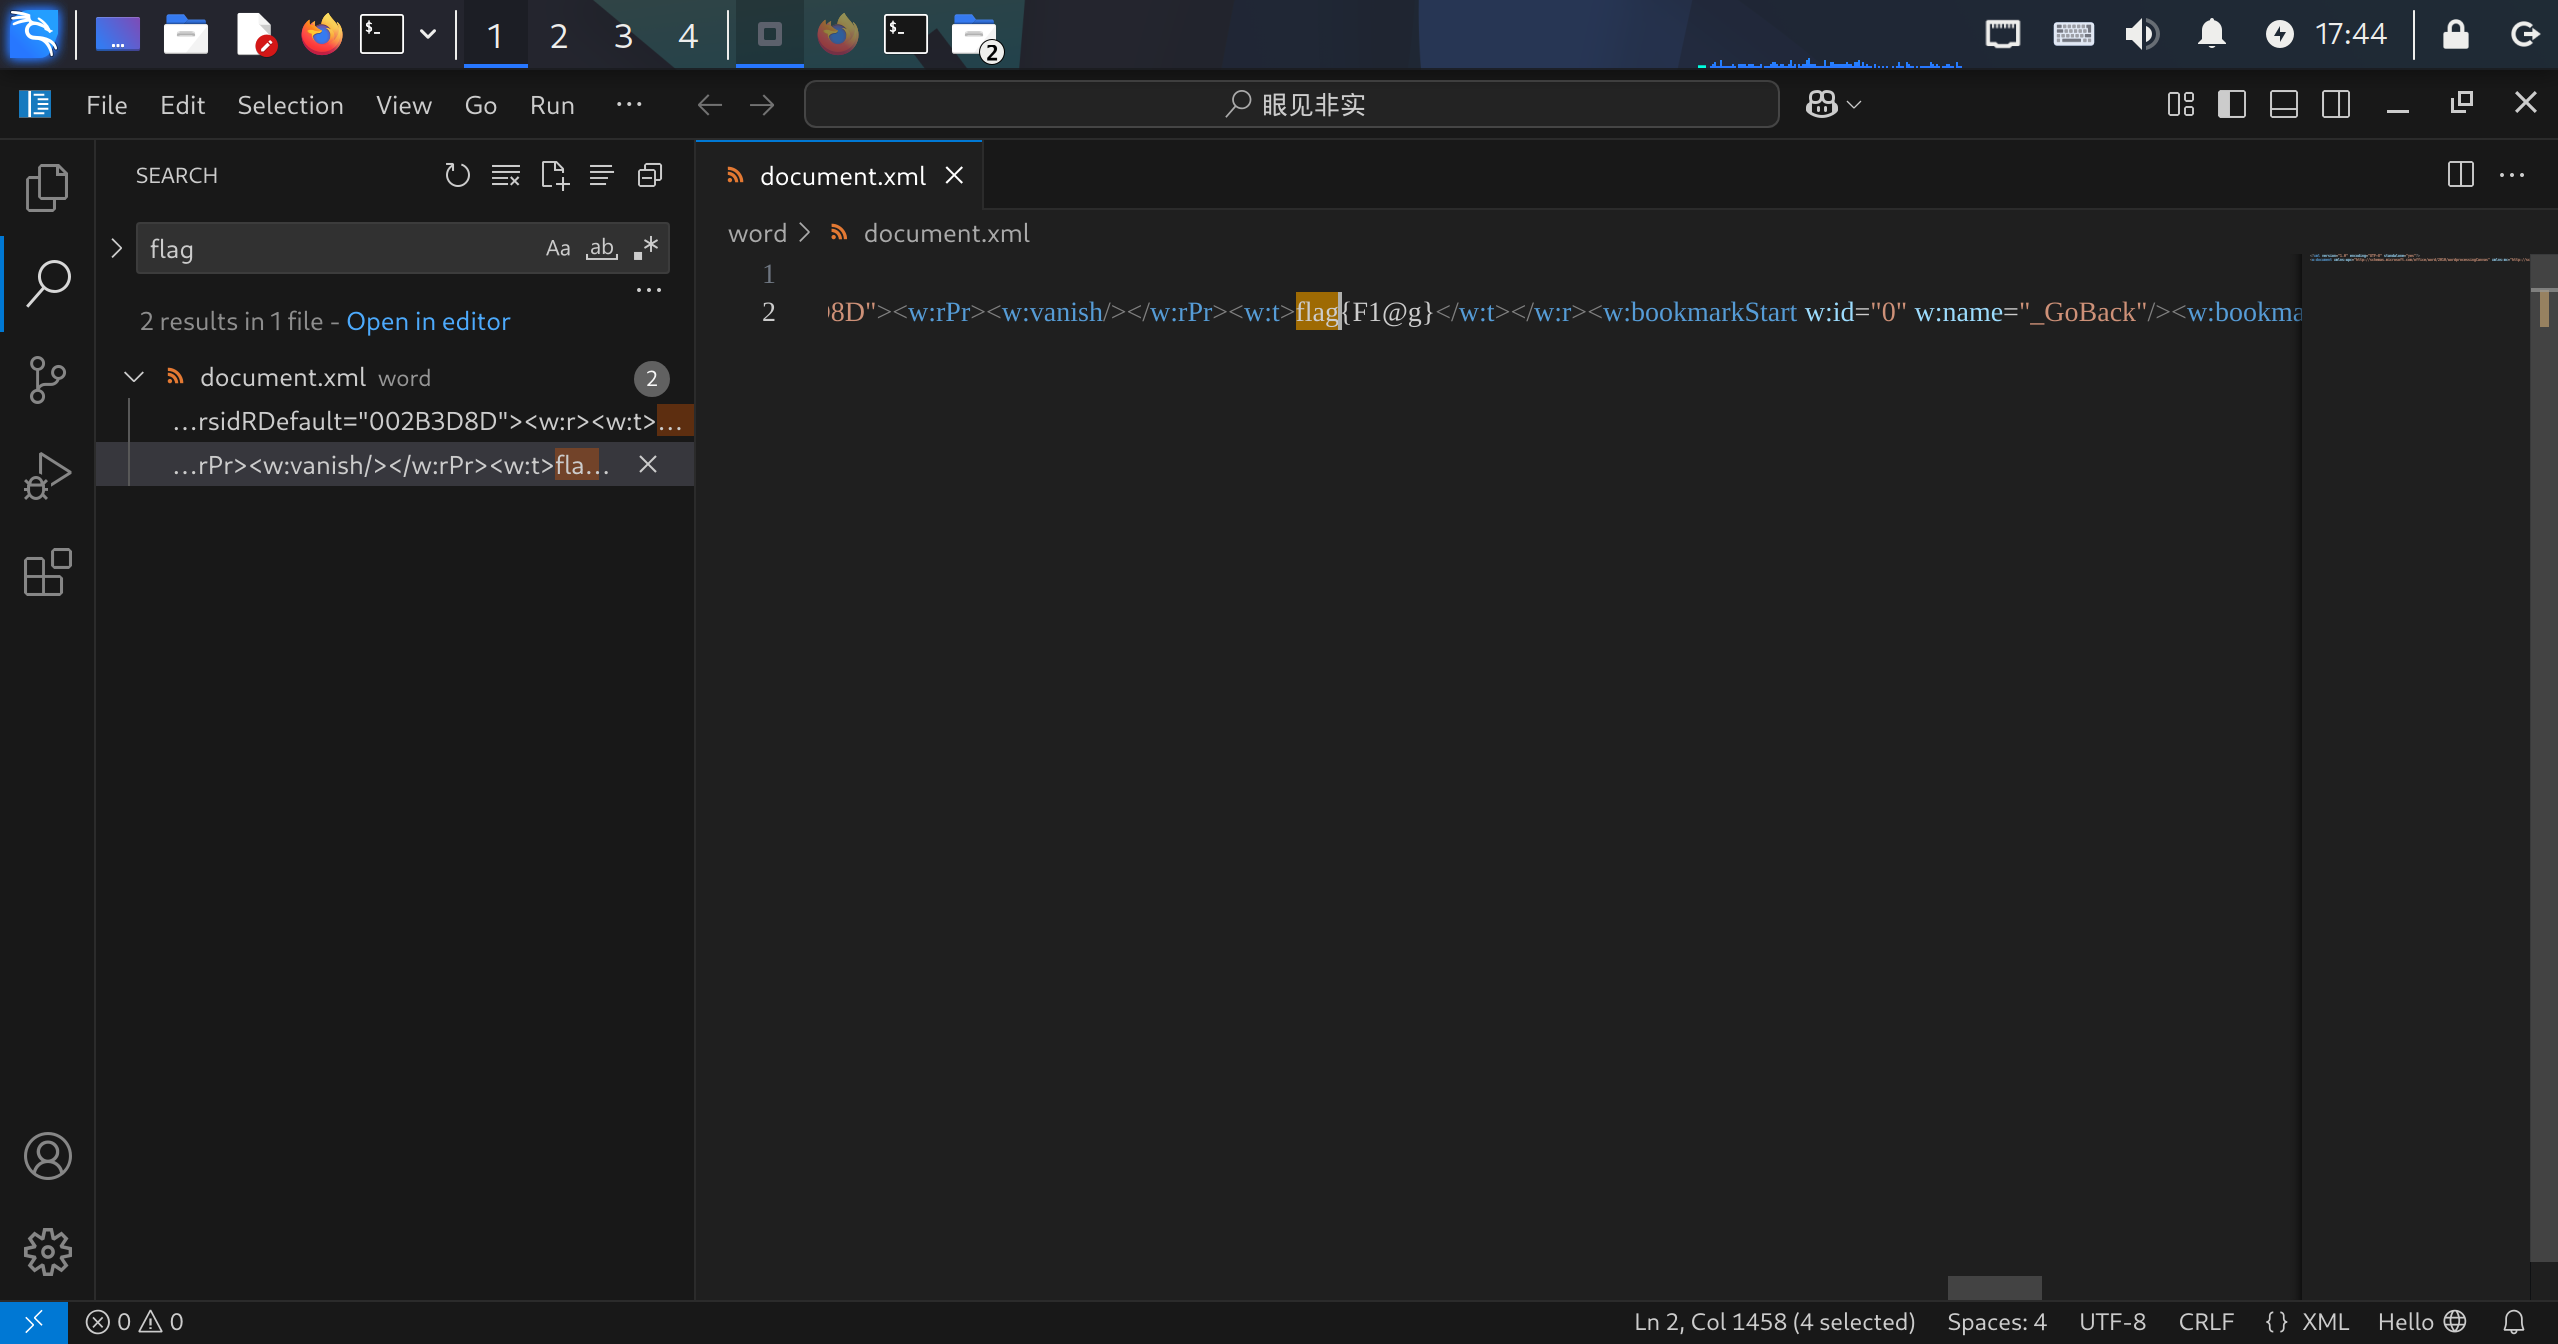 $-
1 2 3 4
$-
2
17:44
File Edit Selection View Go Run ···
眼见非实
SEARCH
document.xml
flag
Aa ab .*
word > document.xml
2 results in 1 file - Open in editor
document.xml word 2
...rsidRDefault="002B3D8D"><w:r><w:t>...
...rPr><w:vanish/></w:rPr><w:t>fla...
1
2 8D"><w:rPr><w:vanish/></w:rPr><w:t>flag{F1@g}</w:t></w:r><w:bookmarkStart w:id="0" w:name="_GoBack"/><w:bookma
0 0
Ln 2, Col 1458 (4 selected) Spaces: 4 UTF-8 CRLF {} XML Hello